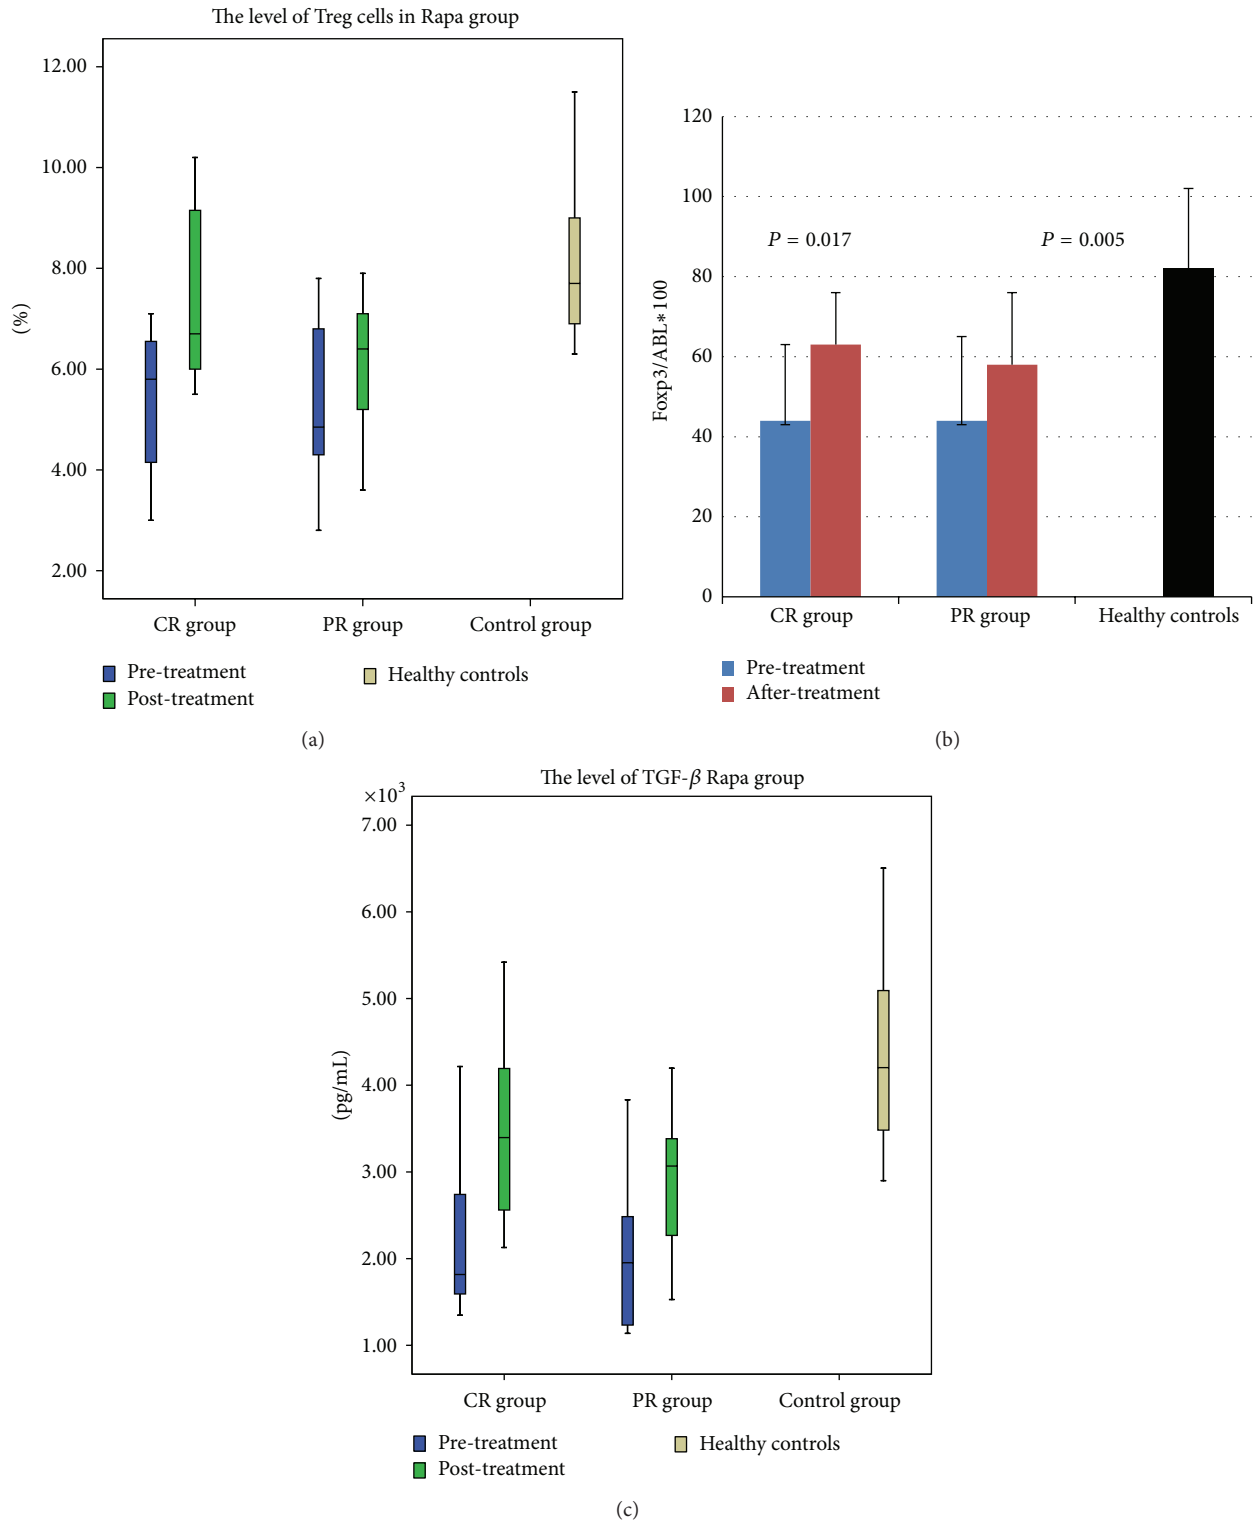 The level of Treg cells in Rapa group
12.00
10.00
8.00
6.00
4.00
2.00
(%)
CR group
PR group
Control group
Pre-treatment
Post-treatment
Healthy controls
(a)
120
100
80
60
40
20
0
Foxp3/ABL∗100
P = 0.017
P = 0.005
CR group
PR group
Healthy controls
Pre-treatment
After-treatment
(b)
The level of TGF-β Rapa group
×10³
7.00
6.00
5.00
4.00
3.00
2.00
1.00
(pg/mL)
CR group
PR group
Control group
Pre-treatment
Post-treatment
Healthy controls
(c)